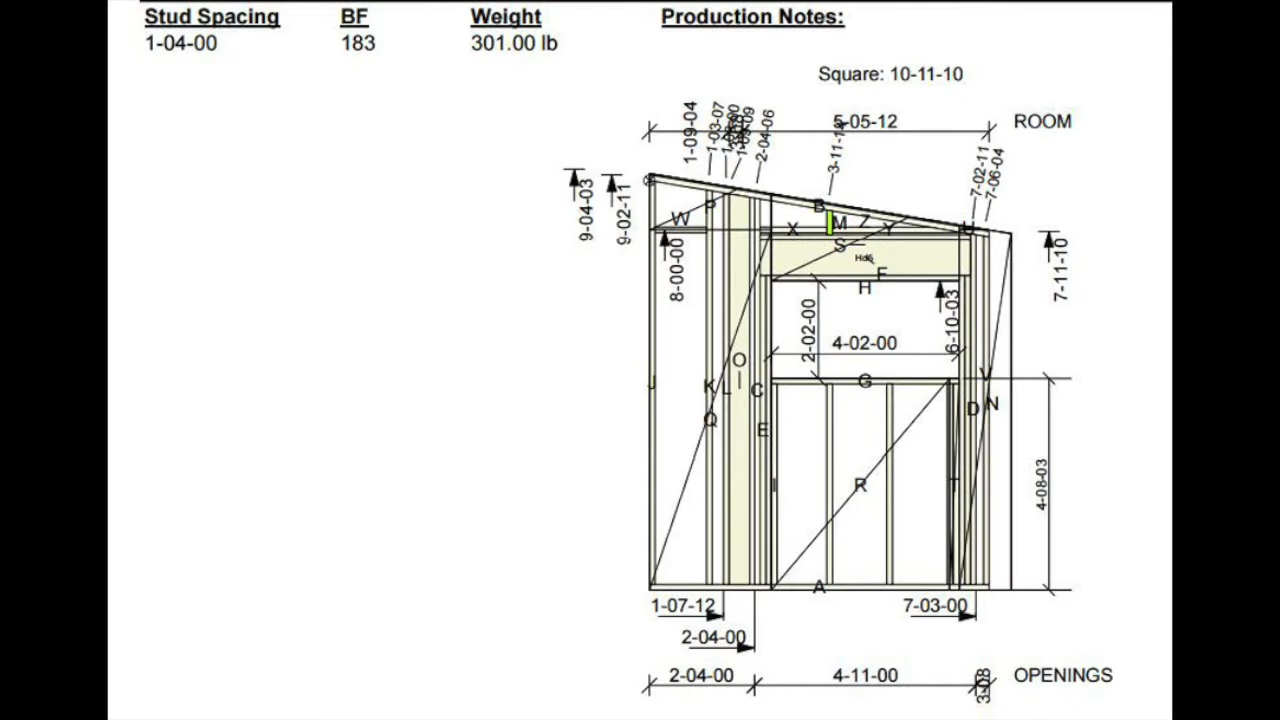 Stud Spacing BF Weight Production Notes:
1-04-00 183 301.00 lb
Square: 10-11-10
5-05-12 ROOM
1-09-04
1-03-07
2-04-06
3-11-14
7-02-11
7-06-04
9-04-03
9-02-11
8-00-00
7-11-10
P
B
W
X
M
Z
Y
U
S
Hdr
F
H
2-02-00
4-02-00
6-10-03
O
J
K
L
I
C
G
V
Q
E
D
N
I
R
T
4-08-03
A
1-07-12 7-03-00
2-04-00
2-04-00 4-11-00 3-08 OPENINGS